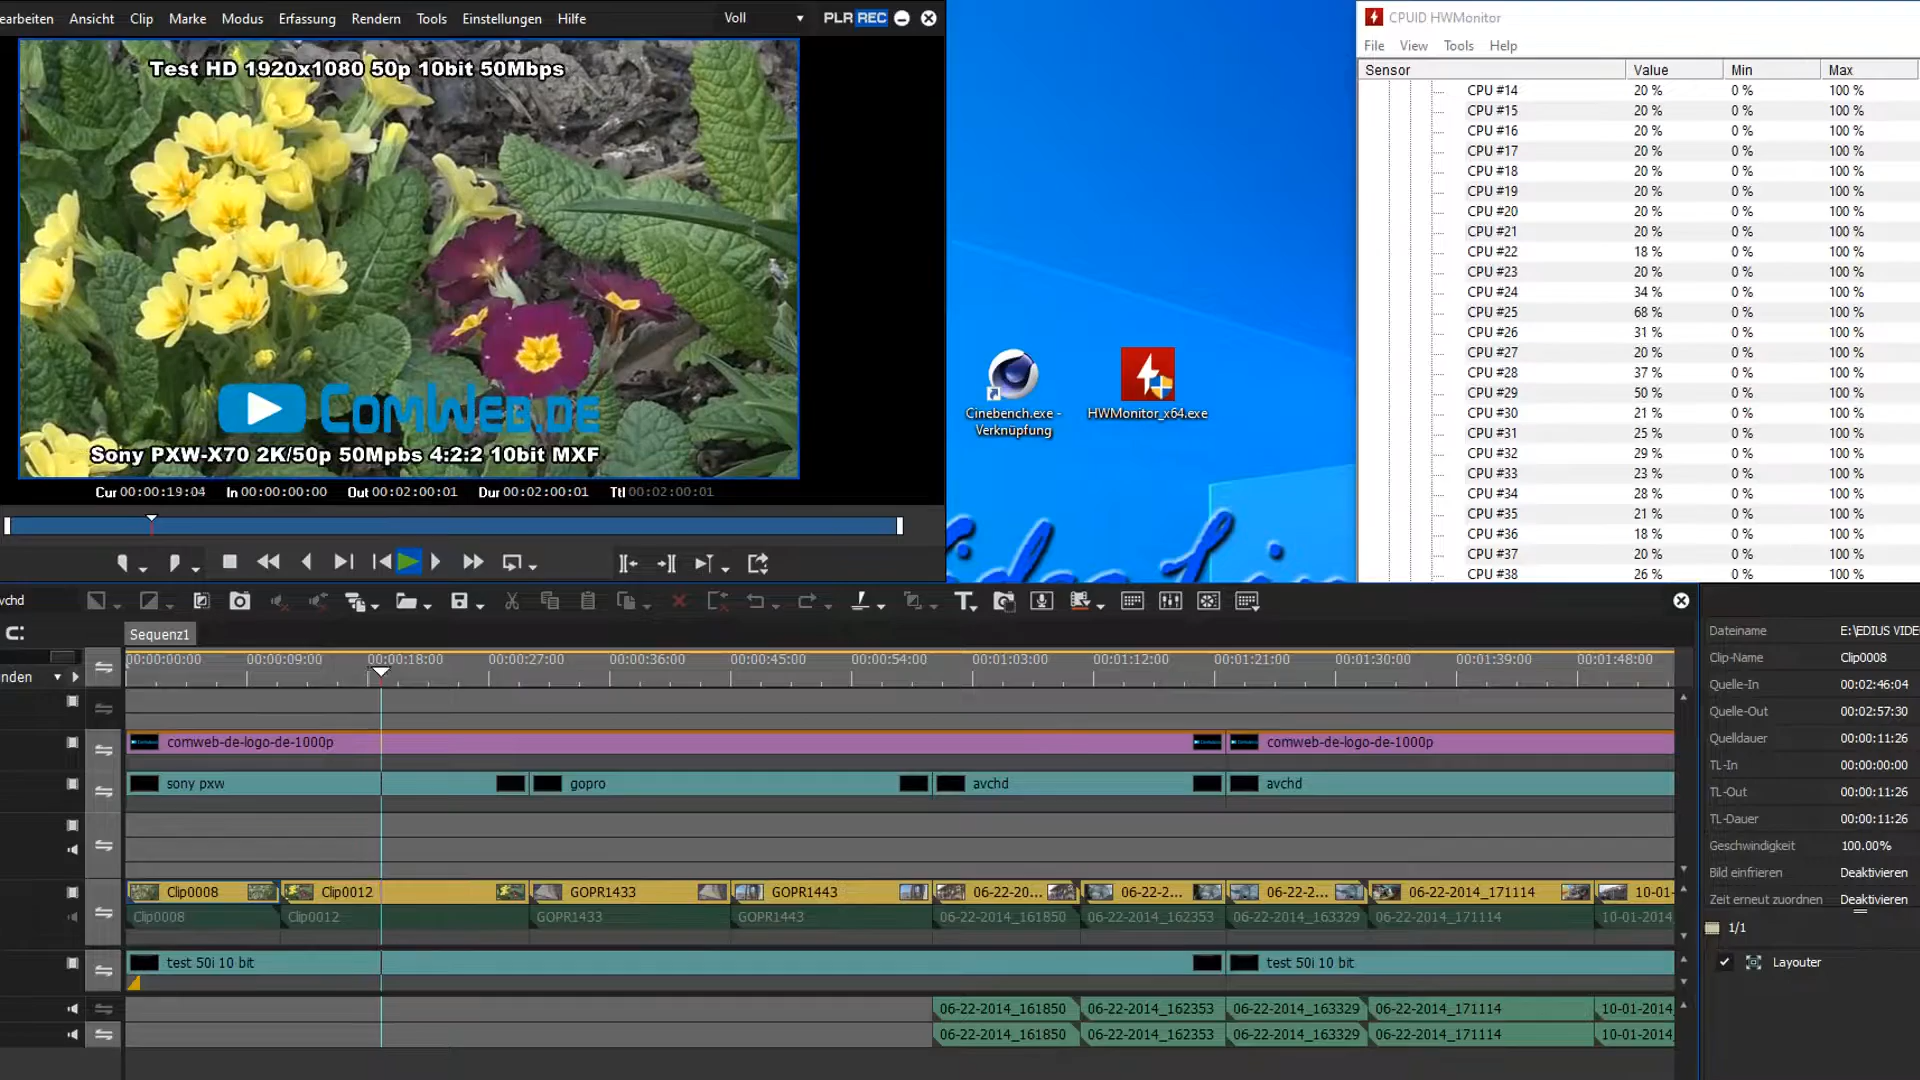 earbeiten Ansicht Clip Marke Modus Erfassung Rendern Tools Einstellungen Hilfe Voll PLR REC
Test HD 1920x1080 50p 10bit 50Mbps
ComWeb.de
Sony PXW-X70 2K/50p 50Mpbs 4:2:2 10bit MXF
Cur 00:00:19:04 In 00:00:00:00 Out 00:02:00:01 Dur 00:02:00:01 Ttl 00:02:00:01
Cinebench.exe -
Verknüpfung
HWMonitor_x64.exe
CPUID HWMonitor
File View Tools Help
Sensor Value Min Max
CPU #14 20 % 0 % 100 %
CPU #15 20 % 0 % 100 %
CPU #16 20 % 0 % 100 %
CPU #17 20 % 0 % 100 %
CPU #18 20 % 0 % 100 %
CPU #19 20 % 0 % 100 %
CPU #20 20 % 0 % 100 %
CPU #21 20 % 0 % 100 %
CPU #22 18 % 0 % 100 %
CPU #23 20 % 0 % 100 %
CPU #24 34 % 0 % 100 %
CPU #25 68 % 0 % 100 %
CPU #26 31 % 0 % 100 %
CPU #27 20 % 0 % 100 %
CPU #28 37 % 0 % 100 %
CPU #29 50 % 0 % 100 %
CPU #30 21 % 0 % 100 %
CPU #31 25 % 0 % 100 %
CPU #32 29 % 0 % 100 %
CPU #33 23 % 0 % 100 %
CPU #34 28 % 0 % 100 %
CPU #35 21 % 0 % 100 %
CPU #36 18 % 0 % 100 %
CPU #37 20 % 0 % 100 %
CPU #38 26 % 0 % 100 %
vchd
Sequenz1
00:00:00:00 00:00:09:00 00:00:18:00 00:00:27:00 00:00:36:00 00:00:45:00 00:00:54:00 00:01:03:00 00:01:12:00 00:01:21:00 00:01:30:00 00:01:39:00 00:01:48:00
nden
comweb-de-logo-de-1000p comweb-de-logo-de-1000p
sony pxw gopro avchd avchd
Clip0008 Clip0012 GOPR1433 GOPR1443 06-22-20... 06-22-2... 06-22-2... 06-22-2014_171114 10-01-
Clip0008 Clip0012 GOPR1433 GOPR1443 06-22-2014_161850 06-22-2014_162353 06-22-2014_163329 06-22-2014_171114 10-01-2014_
test 50i 10 bit test 50i 10 bit
06-22-2014_161850 06-22-2014_162353 06-22-2014_163329 06-22-2014_171114 10-01-2014_
06-22-2014_161850 06-22-2014_162353 06-22-2014_163329 06-22-2014_171114 10-01-2014_
Dateiname E:\EDIUS VIDE
Clip-Name Clip0008
Quelle-In 00:02:46:04
Quelle-Out 00:02:57:30
Quelldauer 00:00:11:26
TL-In 00:00:00:00
TL-Out 00:00:11:26
TL-Dauer 00:00:11:26
Geschwindigkeit 100.00%
Bild einfrieren Deaktivieren
Zeit erneut zuordnen Deaktivieren
1/1
Layouter